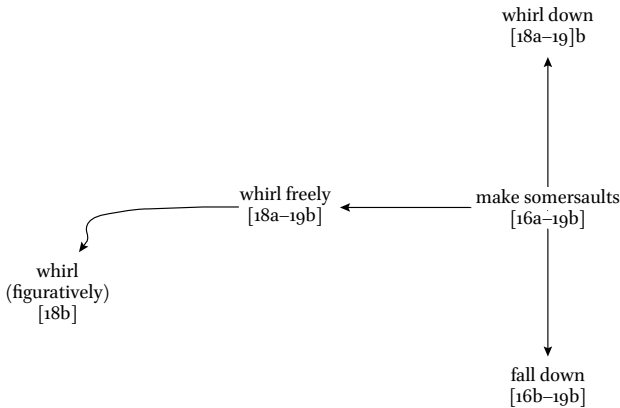 whirl down
[18a–19]b
whirl freely
[18a–19b]
make somersaults
[16a–19b]
whirl
(figuratively)
[18b]
fall down
[16b–19b]